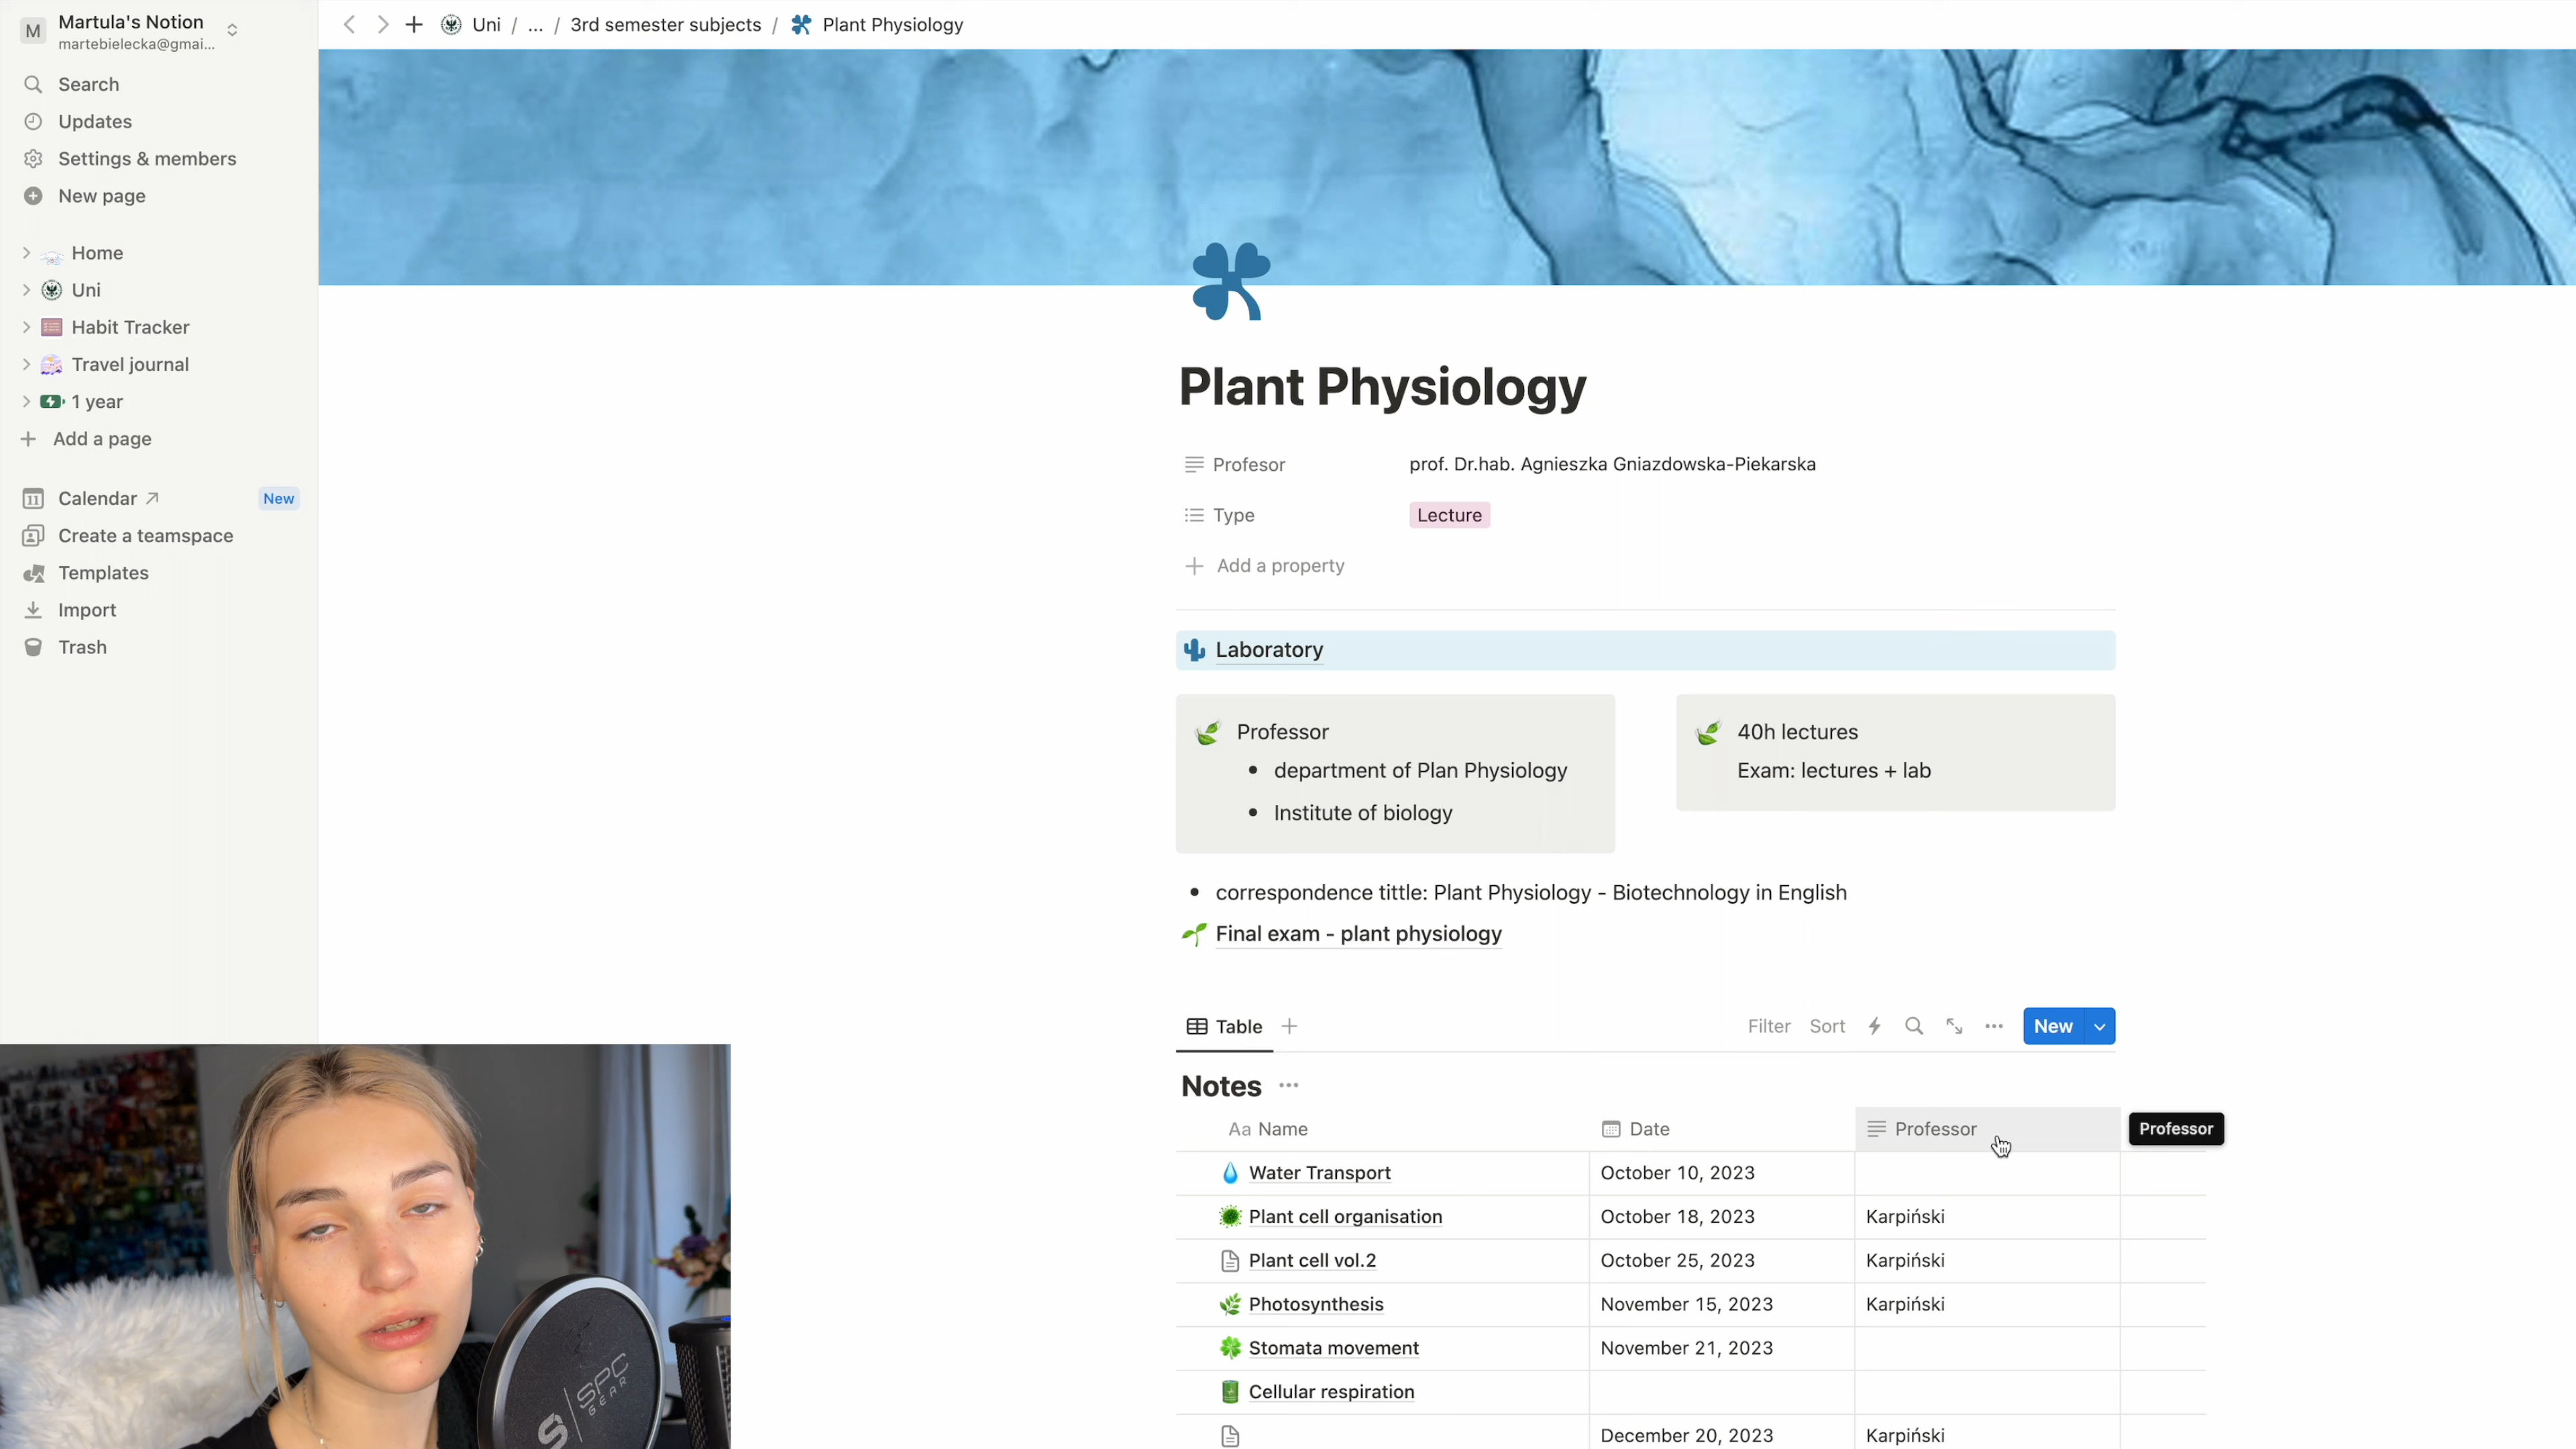 M
Martula's Notion
martebielecka@gmai...
Search
Updates
Settings & members
New page
Home
Uni
Habit Tracker
Travel journal
1 year
Add a page
11
Calendar
New
Create a teamspace
Templates
Import
Trash
Uni / ... / 3rd semester subjects / Plant Physiology
Plant Physiology
Profesor prof. Dr.hab. Agnieszka Gniazdowska-Piekarska
Type Lecture
Add a property
Laboratory
Professor
• department of Plan Physiology
• Institute of biology
40h lectures
Exam: lectures + lab
• correspondence tittle: Plant Physiology - Biotechnology in English
Final exam - plant physiology
Table
Filter Sort New
Notes ...
Aa Name Date Professor
Professor
Water Transport October 10, 2023
Plant cell organisation October 18, 2023 Karpiński
Plant cell vol.2 October 25, 2023 Karpiński
Photosynthesis November 15, 2023 Karpiński
Stomata movement November 21, 2023
Cellular respiration
December 20, 2023 Karpiński
SPC
GEAR